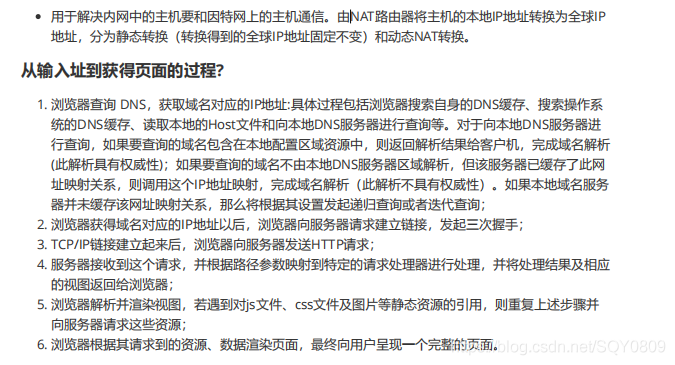 • 用于解决内网中的主机要和因特网上的主机通信。由NAT路由器将主机的本地IP地址转换为全球IP
地址，分为静态转换（转换得到的全球IP地址固定不变）和动态NAT转换。
从输入址到获得页面的过程?
1. 浏览器查询 DNS，获取域名对应的IP地址:具体过程包括浏览器搜索自身的DNS缓存、搜索操作系
统的DNS缓存、读取本地的Host文件和向本地DNS服务器进行查询等。对于向本地DNS服务器进
行查询，如果要查询的域名包含在本地配置区域资源中，则返回解析结果给客户机，完成域名解析
(此解析具有权威性)；如果要查询的域名不由本地DNS服务器区域解析，但该服务器已缓存了此网
址映射关系，则调用这个IP地址映射，完成域名解析（此解析不具有权威性）。如果本地域名服务
器并未缓存该网址映射关系，那么将根据其设置发起递归查询或者迭代查询；
2. 浏览器获得域名对应的IP地址以后，浏览器向服务器请求建立链接，发起三次握手；
3. TCP/IP链接建立起来后，浏览器向服务器发送HTTP请求；
4. 服务器接收到这个请求，并根据路径参数映射到特定的请求处理器进行处理，并将处理结果及相应
的视图返回给浏览器；
5. 浏览器解析并渲染视图，若遇到对js文件、css文件及图片等静态资源的引用，则重复上述步骤并
向服务器请求这些资源；
6. 浏览器根据其请求到的资源、数据渲染页面，最终向用户呈现一个完整的页面。
blog.csdn.net/SQY0809